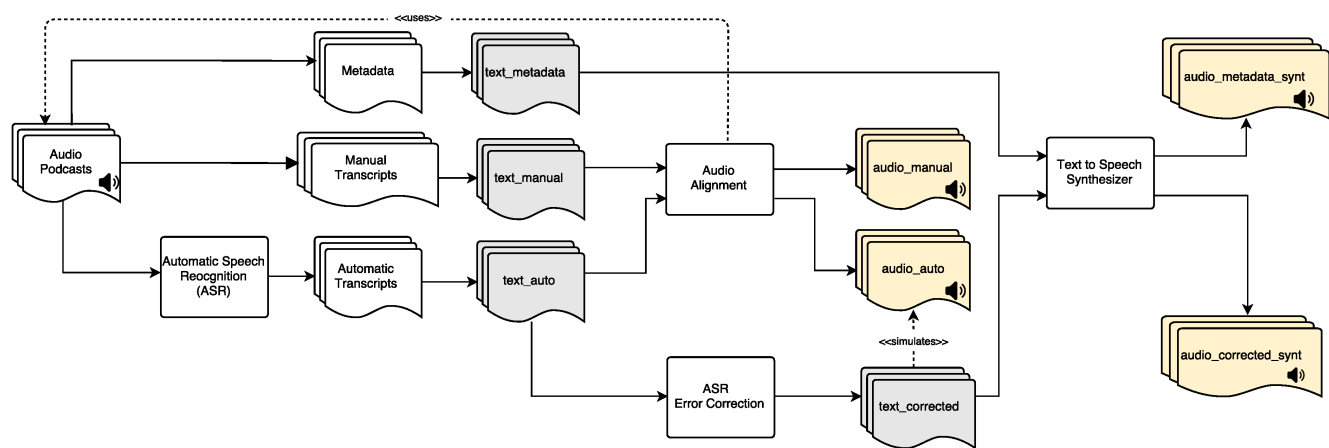 <<uses>>
Metadata
text_metadata
audio_metadata_synt
Audio
Podcasts
Manual
Transcripts
text_manual
Audio
Alignment
audio_manual
Text to Speech
Synthesizer
Automatic Speech
Reocgnition
(ASR)
Automatic
Transcripts
text_auto
audio_auto
<<simulates>>
audio_corrected_synt
ASR
Error Correction
text_corrected